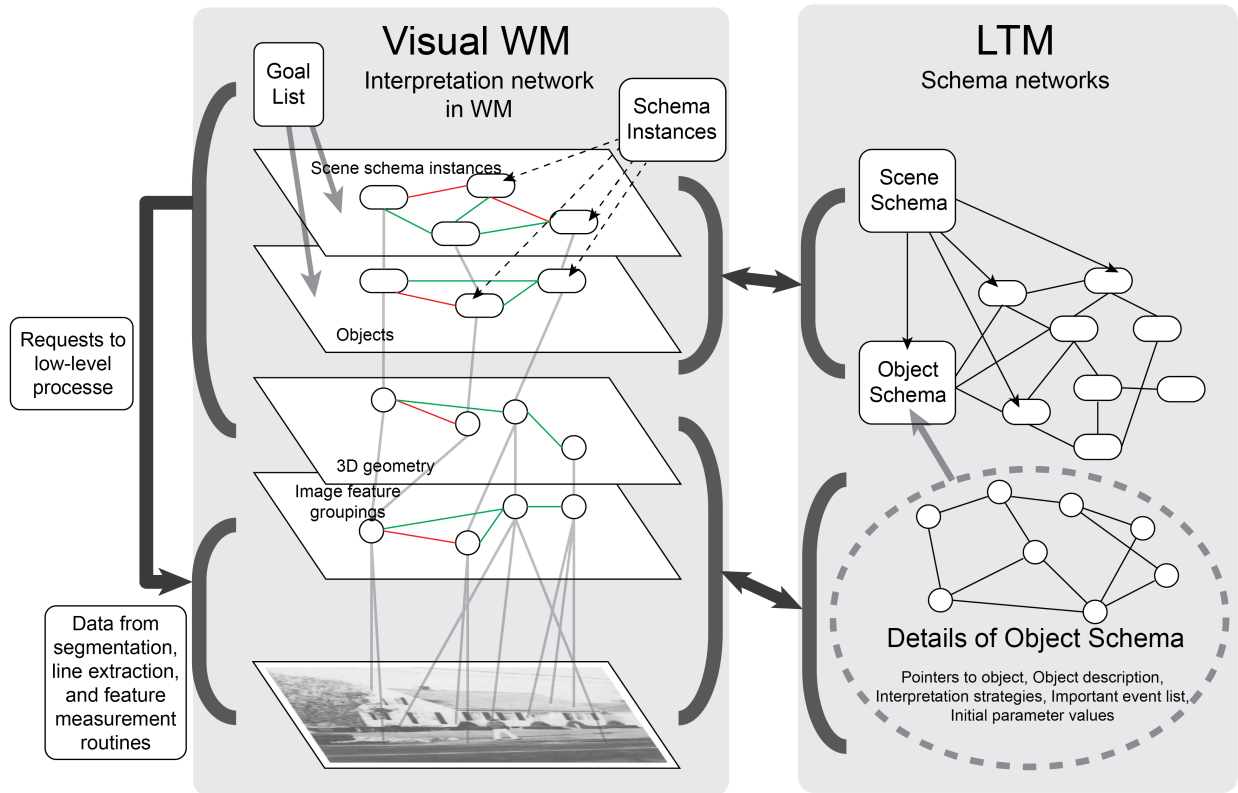 Visual WM
Interpretation network
in WM
Goal
List
Schema
Instances
Scene schema instances
Objects
3D geometry
Image feature
groupings
Requests to
low-level
processe
Data from
segmentation,
line extraction,
and feature
measurement
routines
LTM
Schema networks
Scene
Schema
Object
Schema
Details of Object Schema
Pointers to object, Object description,
Interpretation strategies, Important event list,
Initial parameter values